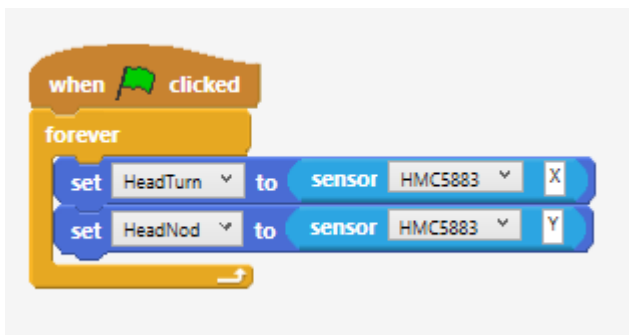 when clicked
forever
set HeadTurn to sensor HMC5883 X
set HeadNod to sensor HMC5883 Y